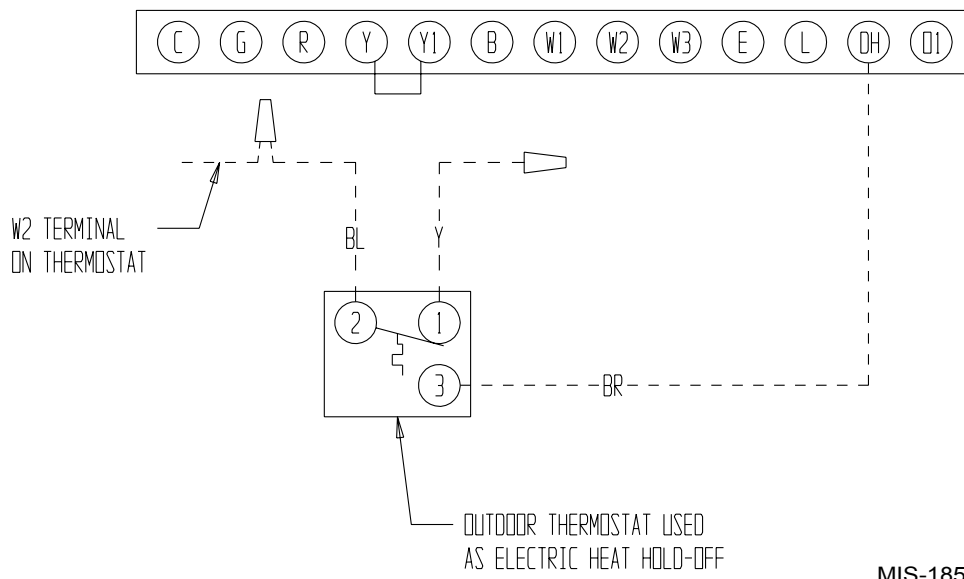 C G R Y Y1 B W1 W2 W3 E L OH O1
W2 TERMINAL
ON THERMOSTAT
BL
Y
2
1
3
BR
OUTDOOR THERMOSTAT USED
AS ELECTRIC HEAT HOLD-OFF
MIS-185